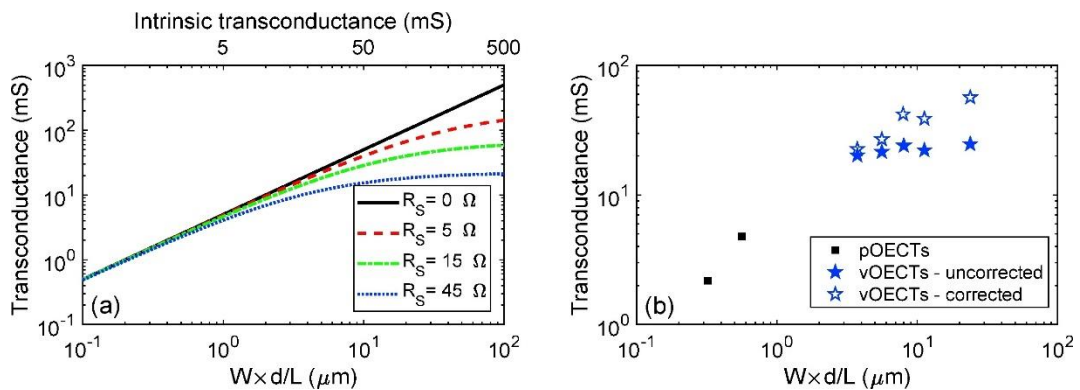 Intrinsic transconductance (mS)
5 50 500
Transconductance (mS)
10³
10²
10¹
10⁰
10⁻¹
R_S= 0 Ω
R_S= 5 Ω
R_S= 15 Ω
R_S= 45 Ω
(a)
10⁻¹ 10⁰ 10¹ 10²
W×d/L (μm)
Transconductance (mS)
10²
10¹
10⁰
pOECTs
vOECTs - uncorrected
vOECTs - corrected
(b)
10⁻¹ 10⁰ 10¹ 10²
W×d/L (μm)